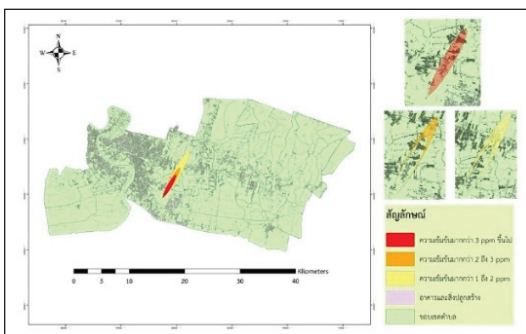 N
W E
S
0 5 10 20 30 40
Kilometers
สัญลักษณ์
ความเข้มข้นมากกว่า 3 ppm ขึ้นไป
ความเข้มข้นมากกว่า 2 ถึง 3 ppm
ความเข้มข้นมากกว่า 1 ถึง 2 ppm
อาคารและสิ่งปลูกสร้าง
ขอบเขตตำบล